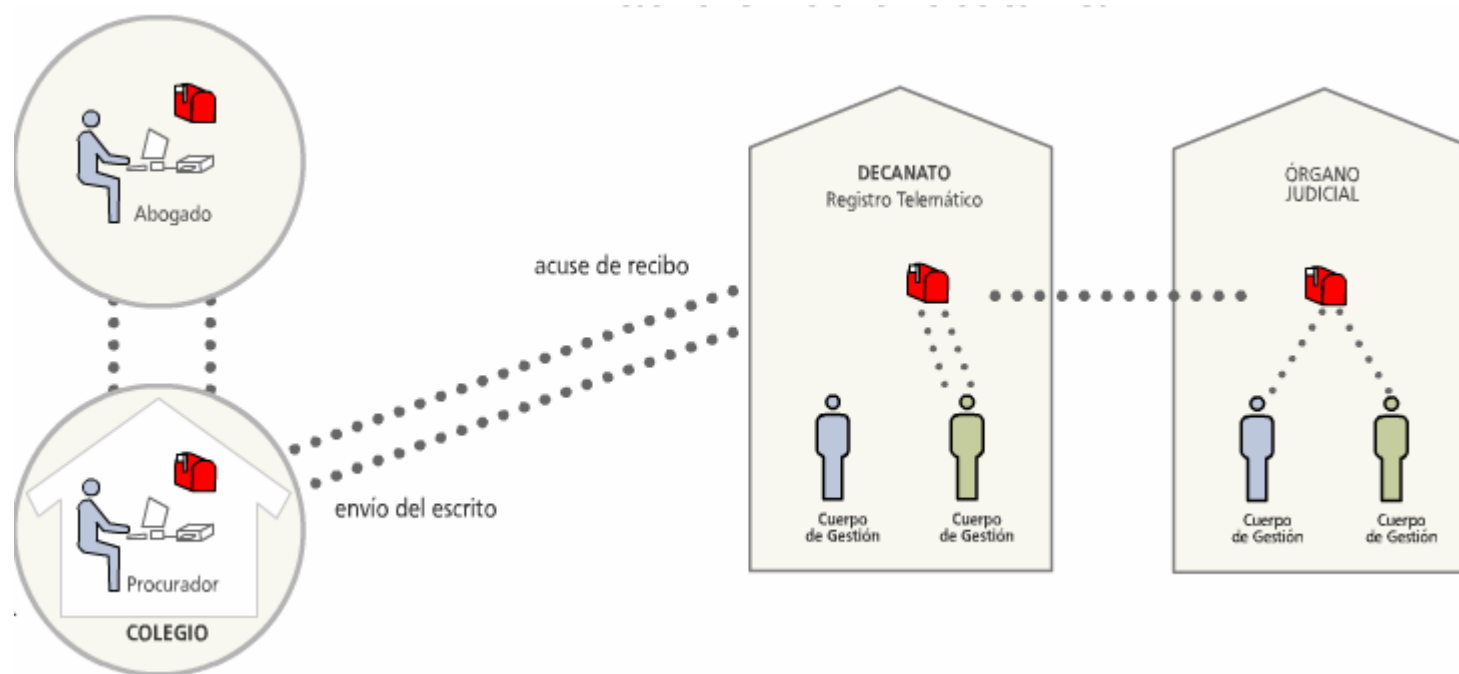 Abogado
Procurador
COLEGIO
acuse de recibo
envío del escrito
DECANATO
Registro Telemático
Cuerpo
de Gestión
Cuerpo
de Gestión
ÓRGANO
JUDICIAL
Cuerpo
de Gestión
Cuerpo
de Gestión